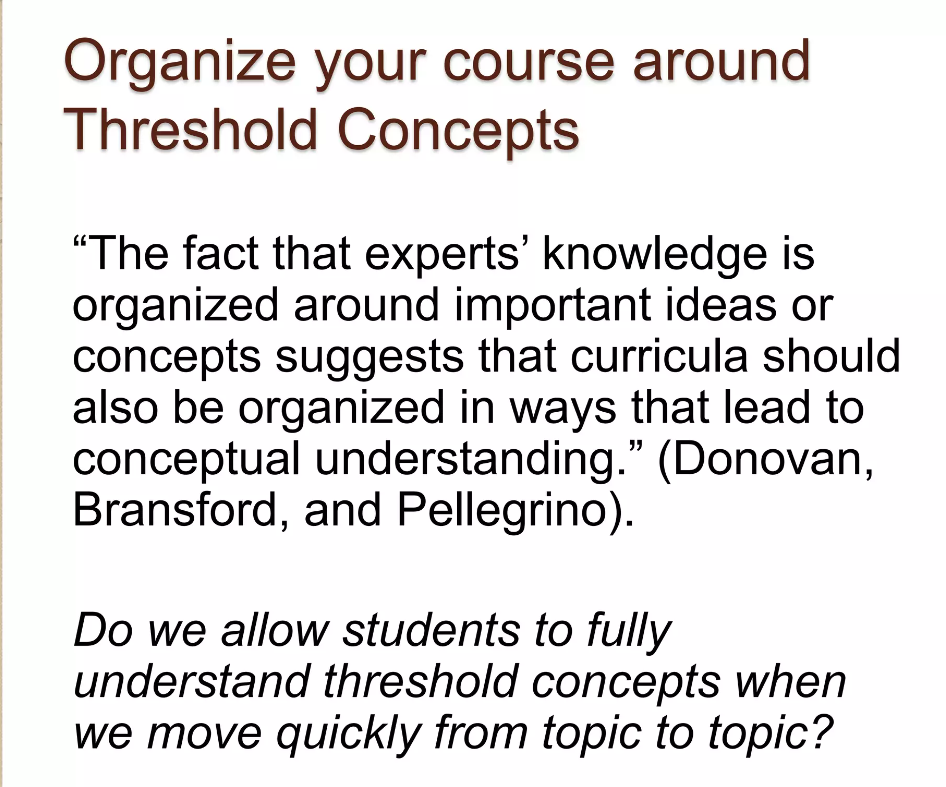 Organize your course around
Threshold Concepts
“The fact that experts’ knowledge is
organized around important ideas or
concepts suggests that curricula should
also be organized in ways that lead to
conceptual understanding.” (Donovan,
Bransford, and Pellegrino).
Do we allow students to fully
understand threshold concepts when
we move quickly from topic to topic?